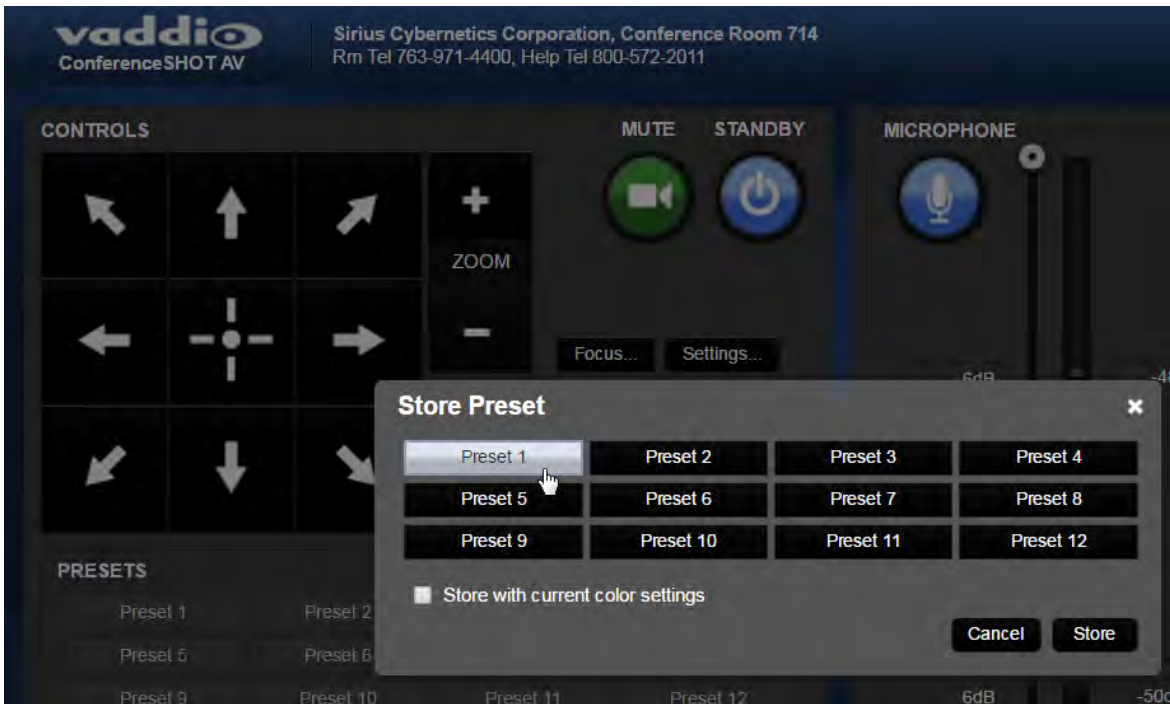 vaddio
ConferenceSHOT AV
Sirius Cybernetics Corporation, Conference Room 714
Rm Tel 763-971-4400, Help Tel 800-572-2011
CONTROLS
MUTE STANDBY
MICROPHONE
ZOOM
Focus... Settings...
6dB
Store Preset
Preset 1 Preset 2 Preset 3 Preset 4
Preset 5 Preset 6 Preset 7 Preset 8
Preset 9 Preset 10 Preset 11 Preset 12
Store with current color settings
Cancel Store
PRESETS
Preset 1 Preset 2
Preset 5 Preset 6
Preset 9 Preset 10 Preset 11 Preset 12
6dB